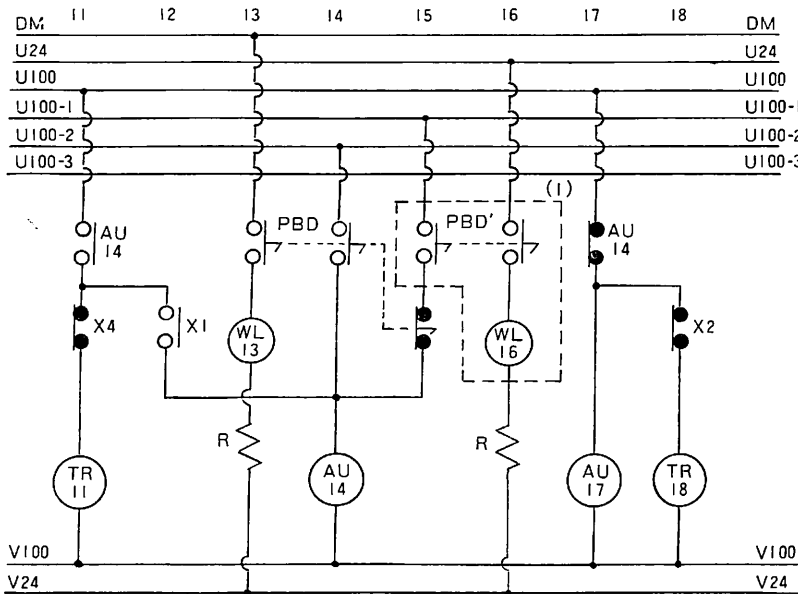 11 12 13 14 15 16 17 18
DM DM
U24 U24
U100 U100
U100-1 U100-1
U100-2 U100-2
U100-3 U100-3
(1)
AU
14
PBD
PBD'
AU
14
X4
X1
WL
13
WL
16
X2
R
R
TR
11
AU
14
AU
17
TR
18
V100 V100
V24 V24